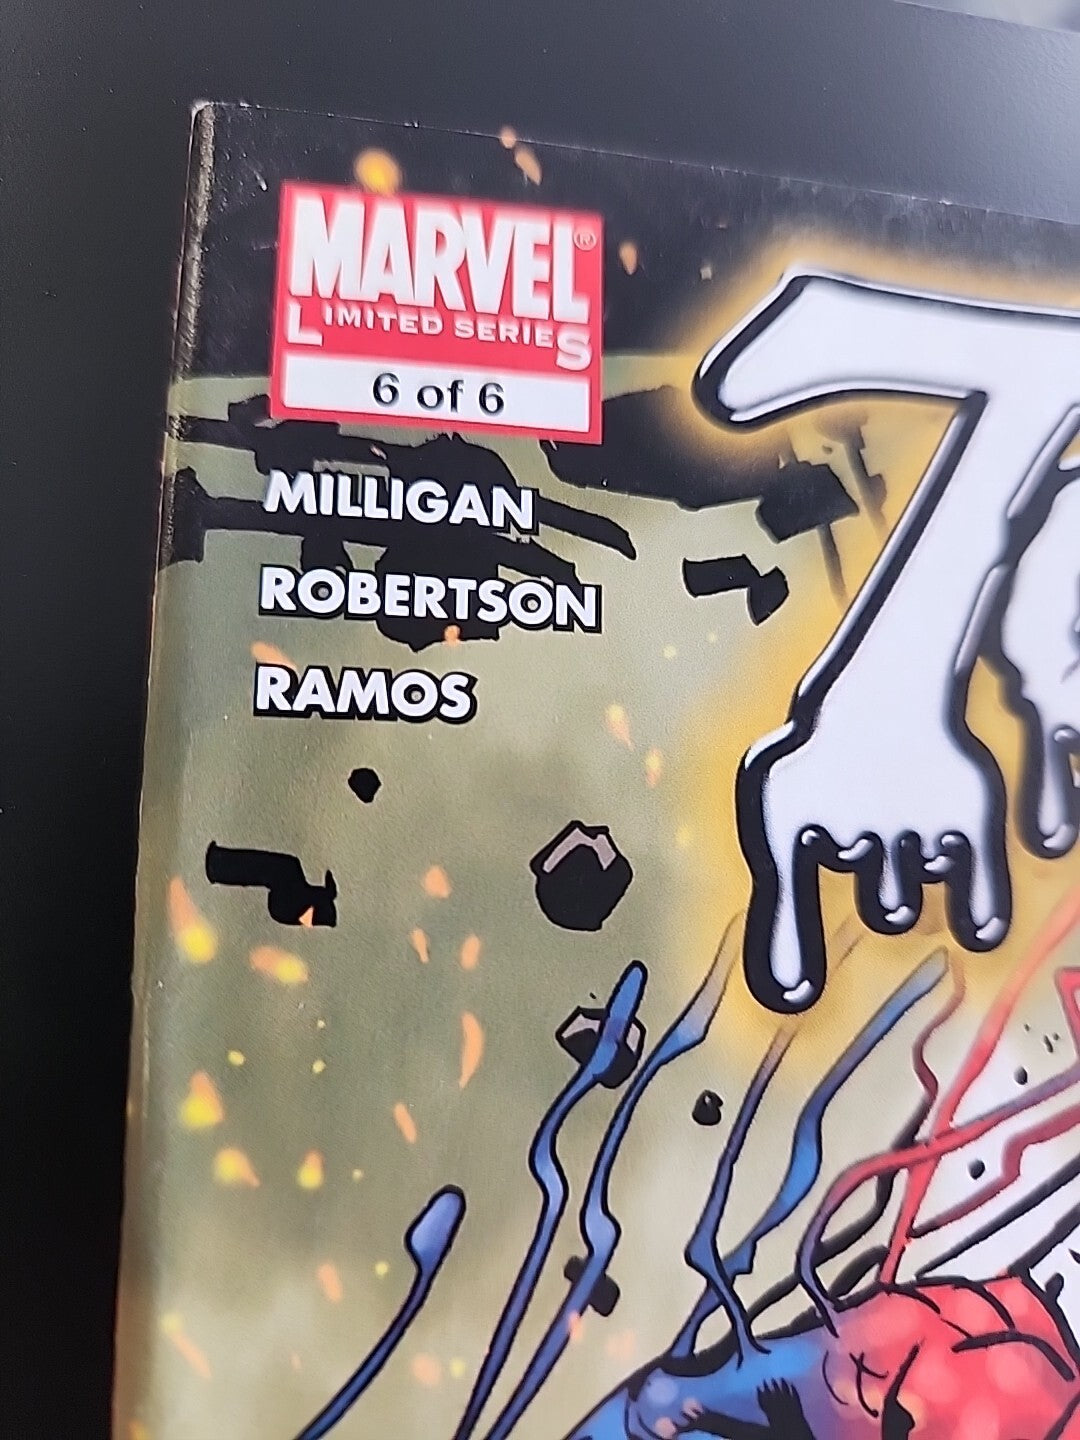 MARVEL®
LIMITED SERIES
6 of 6
MILLIGAN
ROBERTSON
RAMOS
T